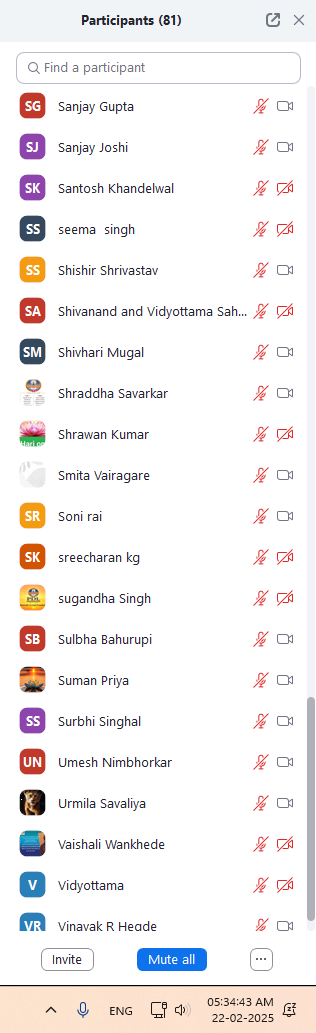 Participants (81)
Find a participant
SG Sanjay Gupta
SJ Sanjay Joshi
SK Santosh Khandelwal
SS seema singh
SS Shishir Shrivastav
SA Shivanand and Vidyottama Sah...
SM Shivhari Mugal
Shraddha Savarkar
Hari Shrawan Kumar
Smita Vairagare
SR Soni rai
SK sreecharan kg
sugandha Singh
SB Sulbha Bahurupi
Suman Priya
SS Surbhi Singhal
UN Umesh Nimbhorkar
Urmila Savaliya
Vaishali Wankhede
V Vidyottama
VR Vinayak R Hegde
Invite Mute all ...
ENG 05:34:43 AM
22-02-2025